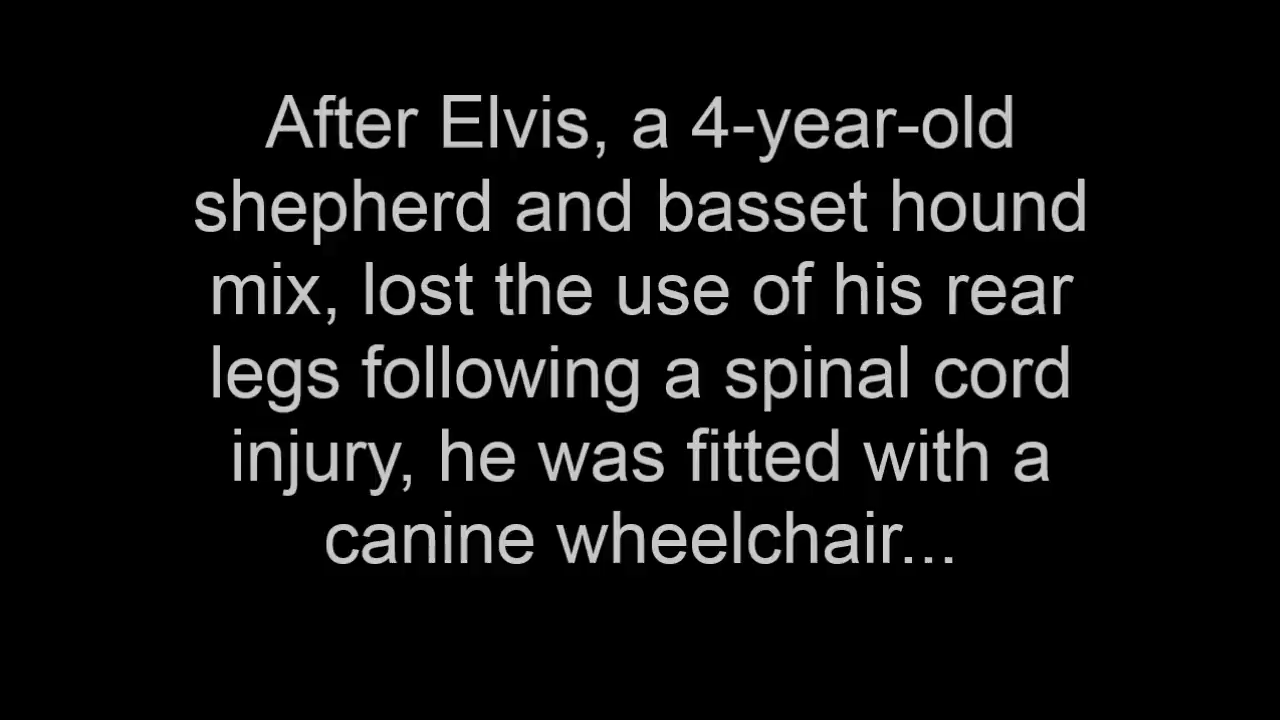 After Elvis, a 4-year-old
shepherd and basset hound
mix, lost the use of his rear
legs following a spinal cord
injury, he was fitted with a
canine wheelchair...